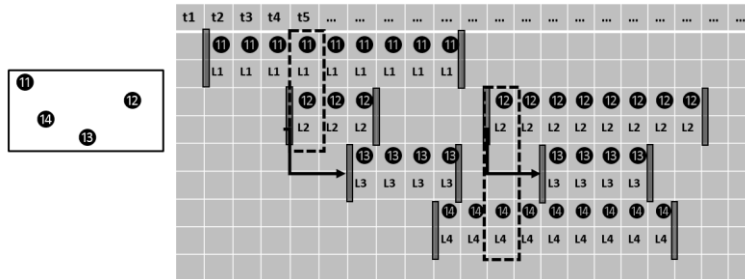 t1 t2 t3 t4 t5 ... ... ... ... ... ... ... ... ... ... ... ... ... ... ...
11 11 11 11 11 11 11 11 11
L1 L1 L1 L1 L1 L1 L1 L1 L1
12 12 12 12 12 12 12 12 12 12 12
L2 L2 L2 L2 L2 L2 L2 L2 L2 L2 L2
13 13 13 13 13 13 13 13
L3 L3 L3 L3 L3 L3 L3 L3
14 14 14 14 14 14 14 14 14
L4 L4 L4 L4 L4 L4 L4 L4 L4
11
12
14
13